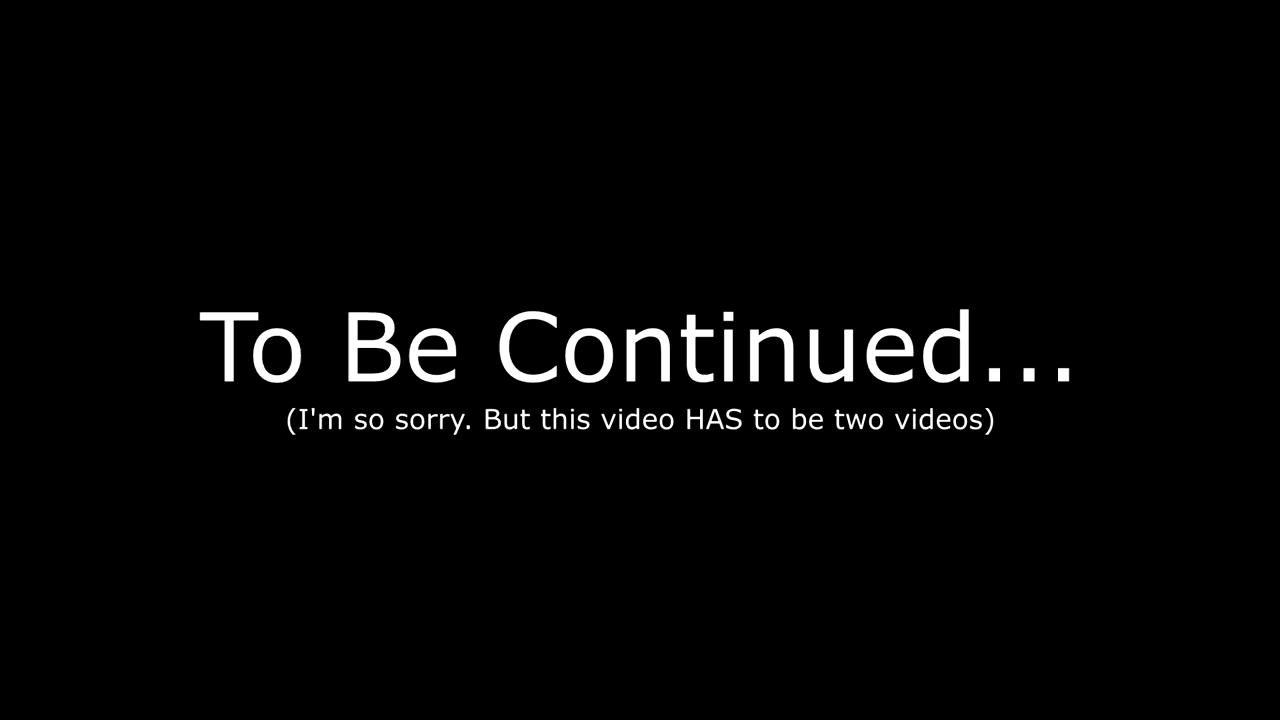 To Be Continued...
(I'm so sorry. But this video HAS to be two videos)